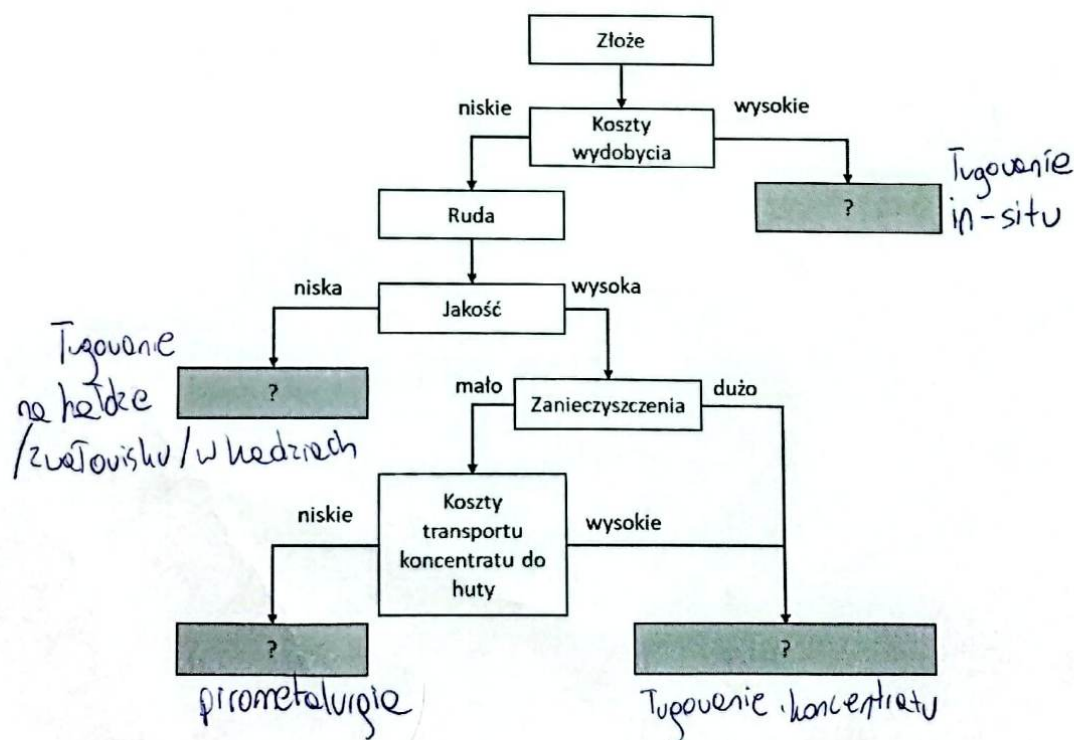 Złoże
niskie
wysokie
Koszty
wydobycia
Ługowanie
in-situ
?
Ruda
niska
wysoka
Jakość
Ługowanie
na hałdzie
/zwałowisku/w kadziach
?
mało
dużo
Zanieczyszczenia
niskie
Koszty
transportu
koncentratu do
huty
wysokie
?
?
pirometalurgia
Ługowanie koncentratu